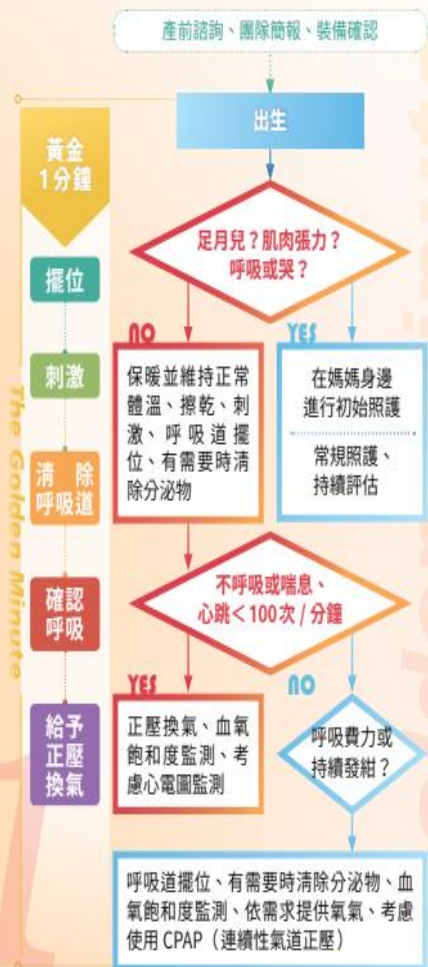 產前諮詢、團隊簡報、裝備確認
出生
黃金
1分鐘
擺位
刺激
清除
呼吸道
確認
呼吸
給予
正壓
換氣
The Golden Minute
足月兒？肌肉張力？
呼吸或哭？
NO
YES
保暖並維持正常
體溫、擦乾、刺
激、呼吸道擺
位、有需要時清
除分泌物
在媽媽身邊
進行初始照護
常規照護、
持續評估
不呼吸或喘息、
心跳＜100次/分鐘
YES
NO
正壓換氣、血氧
飽和度監測、考
慮心電圖監測
呼吸費力或
持續發紺？
呼吸道擺位、有需要時清除分泌物、血
氧飽和度監測、依需求提供氧氣、考慮
使用 CPAP（連續性氣道正壓）